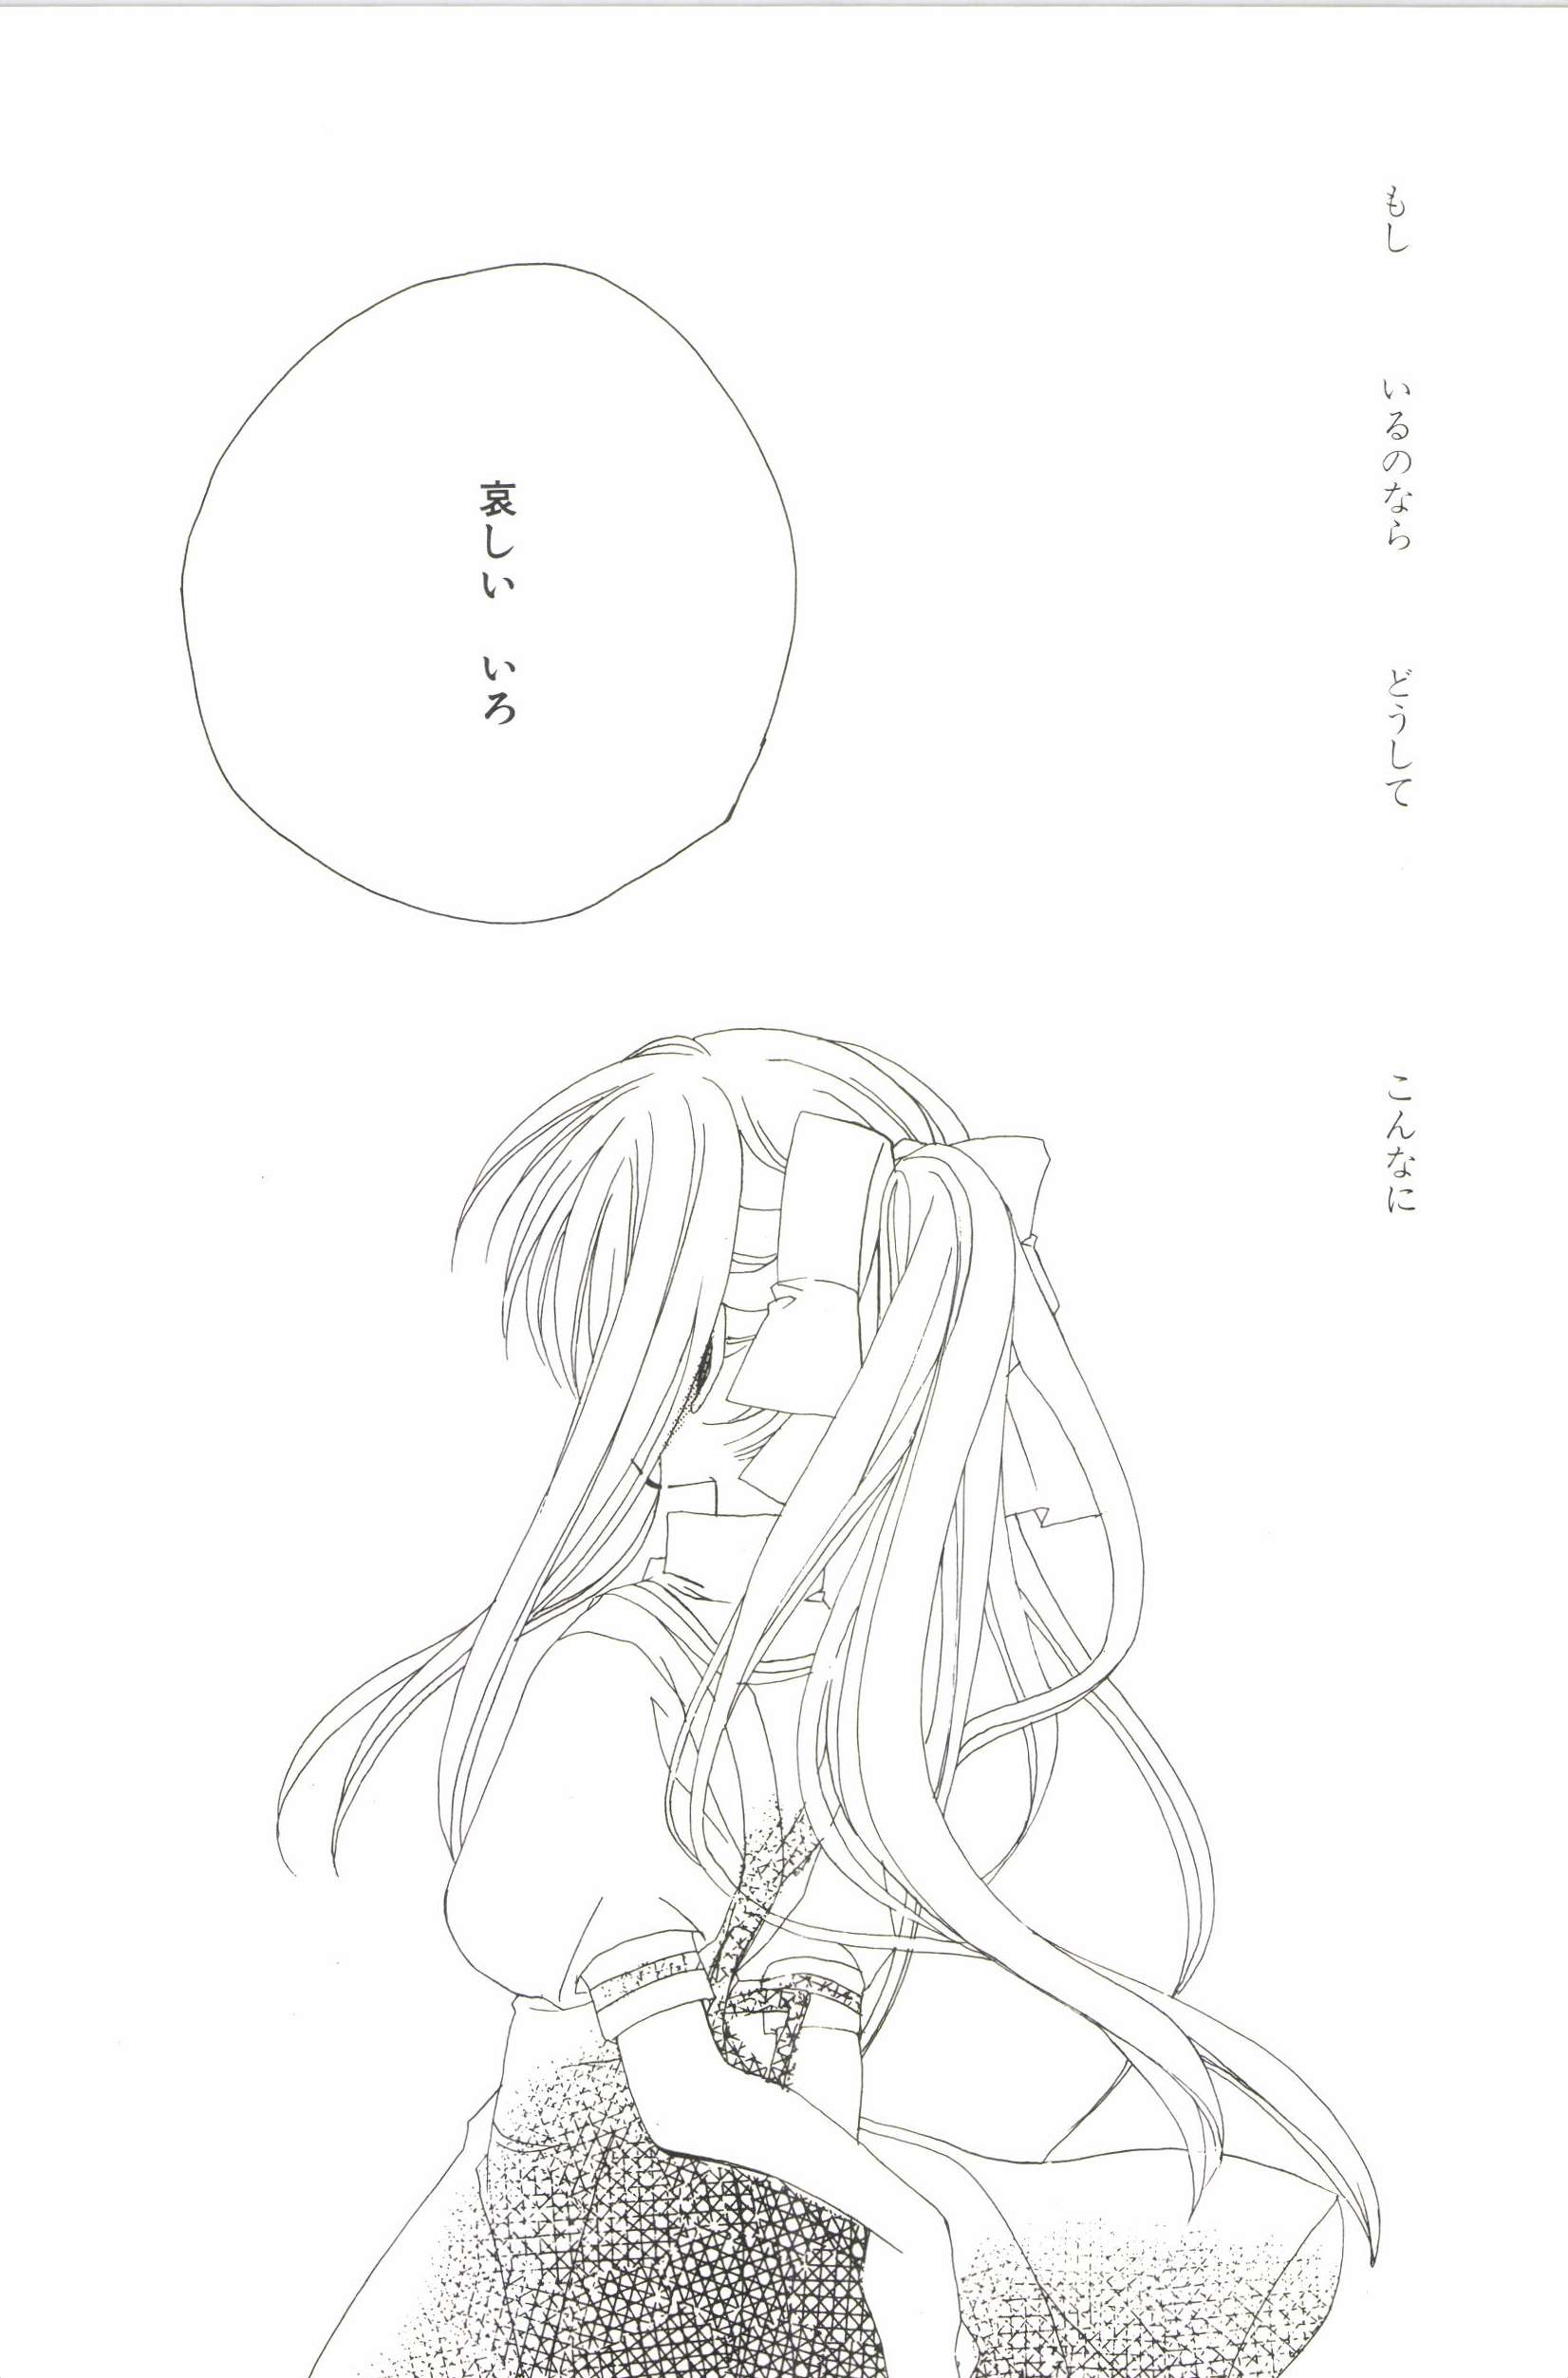 もし　いるのなら　どうして　こんなに
哀しい　いろ